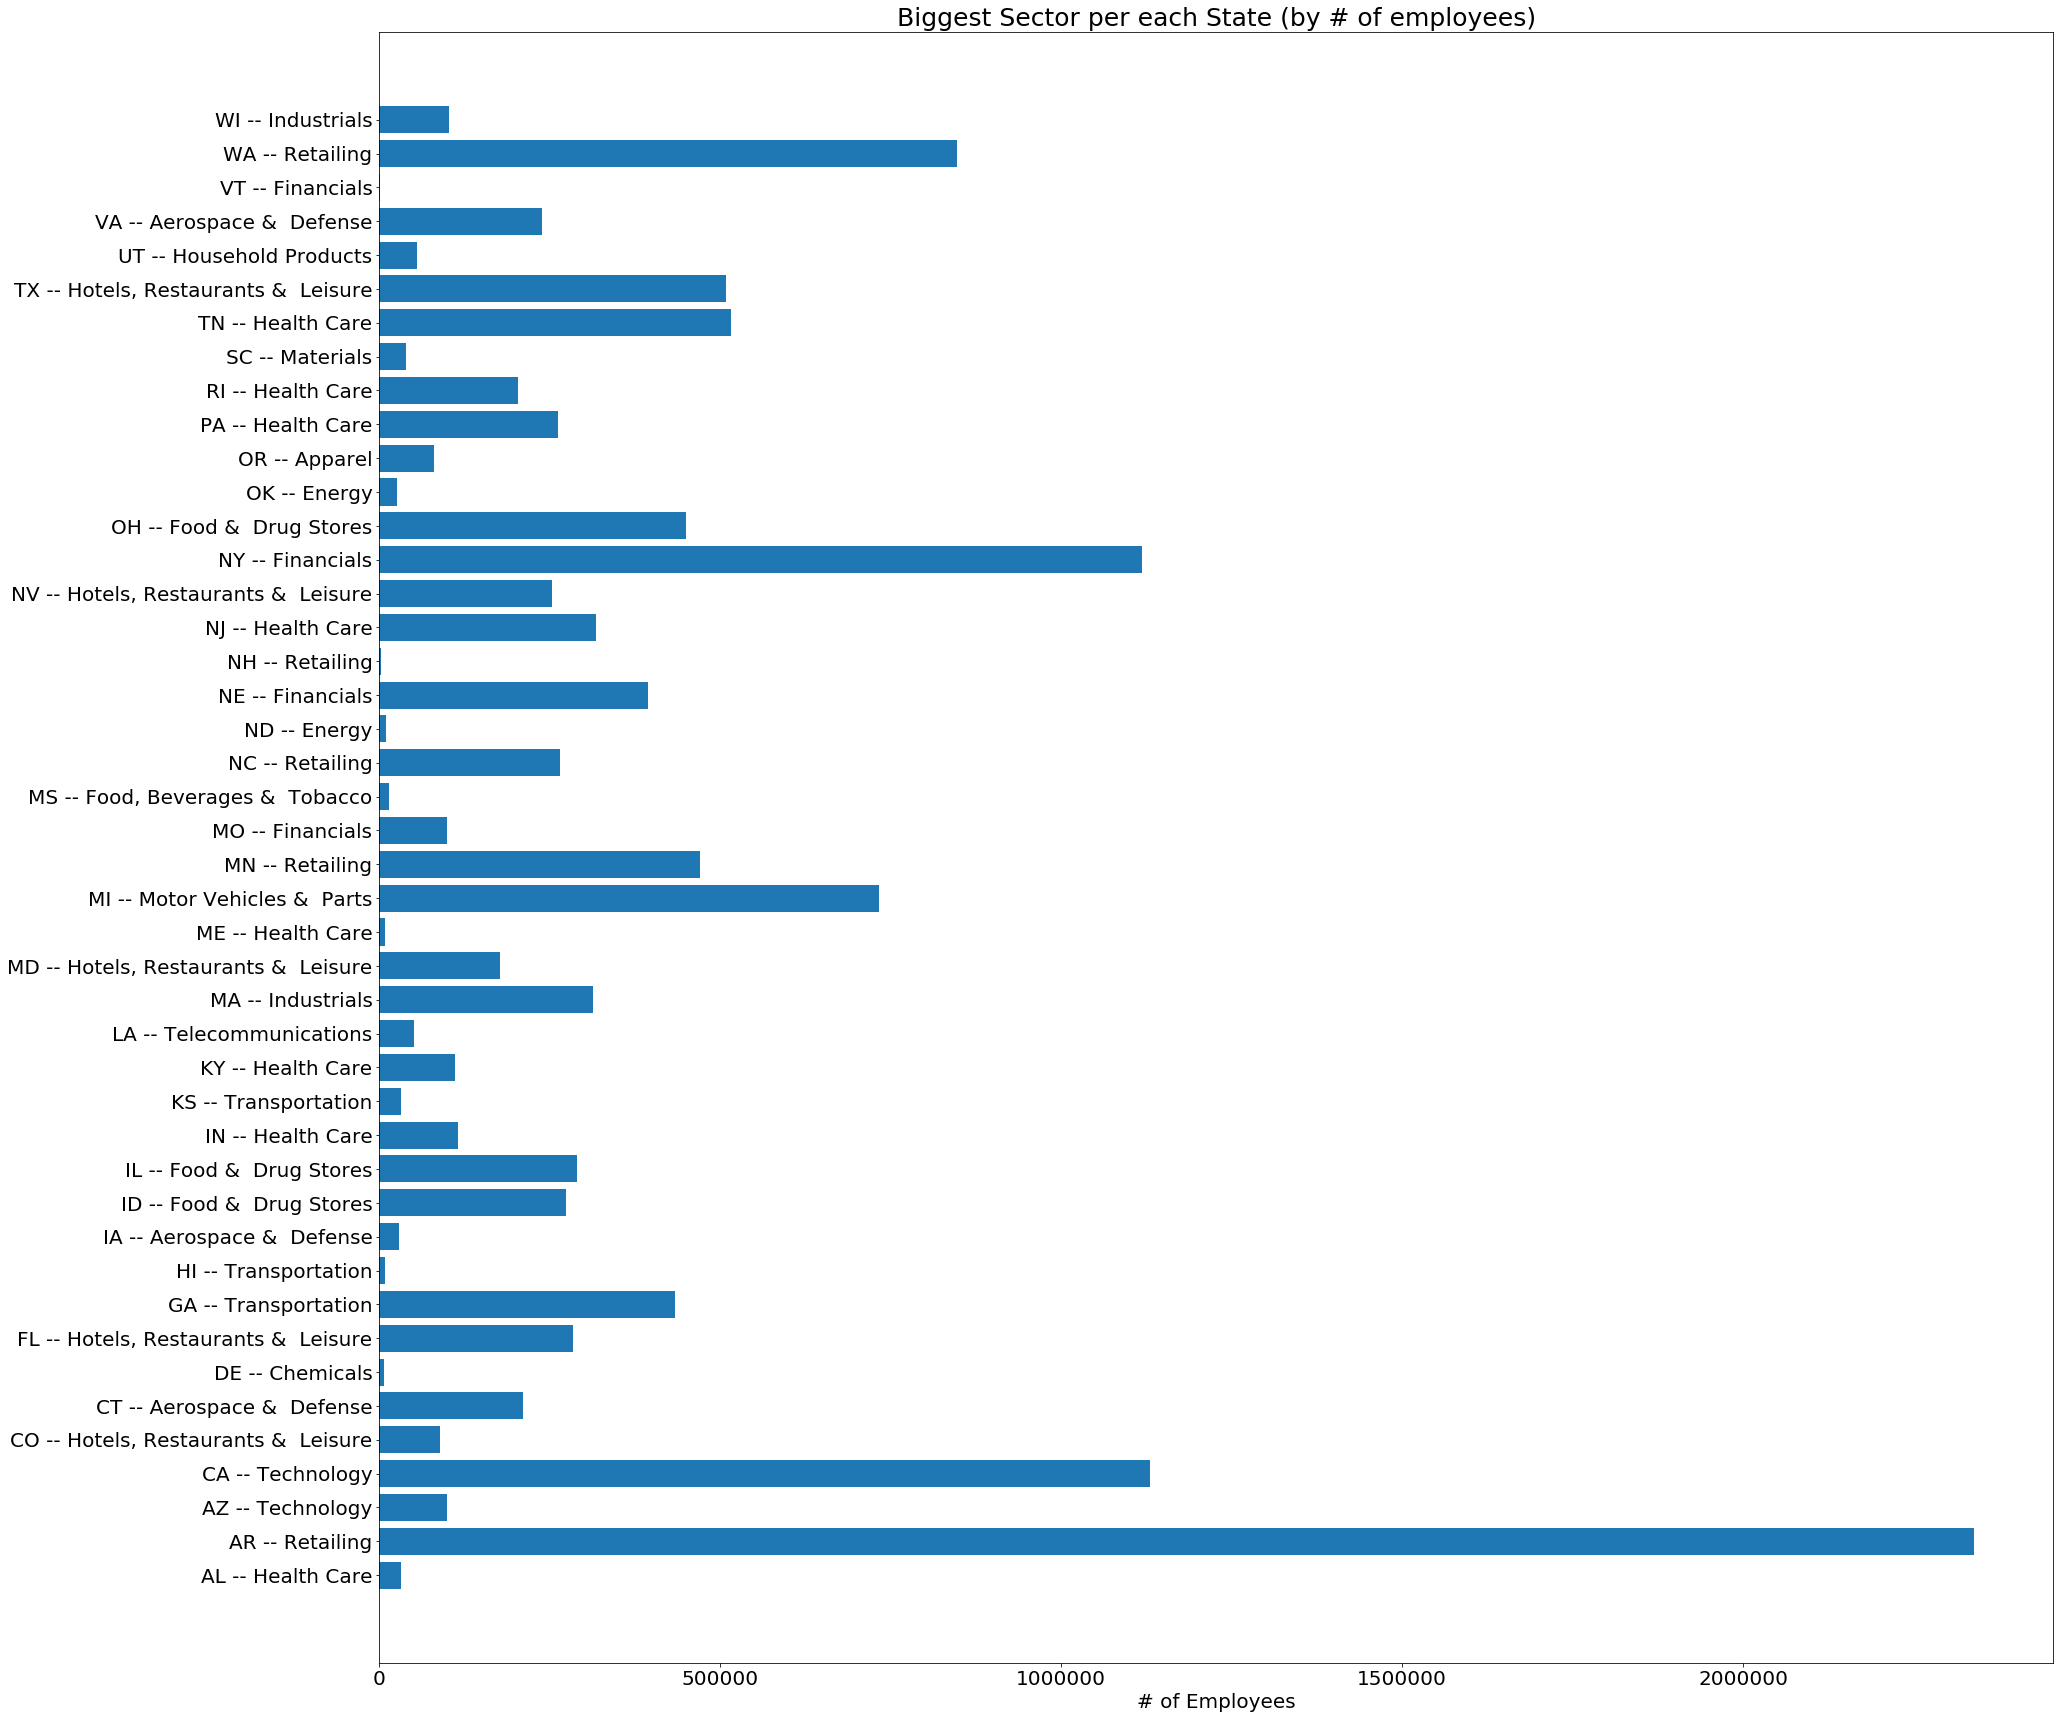 Biggest Sector per each State (by # of employees)
WI -- Industrials
WA -- Retailing
VT -- Financials
VA -- Aerospace &  Defense
UT -- Household Products
TX -- Hotels, Restaurants &  Leisure
TN -- Health Care
SC -- Materials
RI -- Health Care
PA -- Health Care
OR -- Apparel
OK -- Energy
OH -- Food &  Drug Stores
NY -- Financials
NV -- Hotels, Restaurants &  Leisure
NJ -- Health Care
NH -- Retailing
NE -- Financials
ND -- Energy
NC -- Retailing
MS -- Food, Beverages &  Tobacco
MO -- Financials
MN -- Retailing
MI -- Motor Vehicles &  Parts
ME -- Health Care
MD -- Hotels, Restaurants &  Leisure
MA -- Industrials
LA -- Telecommunications
KY -- Health Care
KS -- Transportation
IN -- Health Care
IL -- Food &  Drug Stores
ID -- Food &  Drug Stores
IA -- Aerospace &  Defense
HI -- Transportation
GA -- Transportation
FL -- Hotels, Restaurants &  Leisure
DE -- Chemicals
CT -- Aerospace &  Defense
CO -- Hotels, Restaurants &  Leisure
CA -- Technology
AZ -- Technology
AR -- Retailing
AL -- Health Care
0 500000 1000000 1500000 2000000
# of Employees